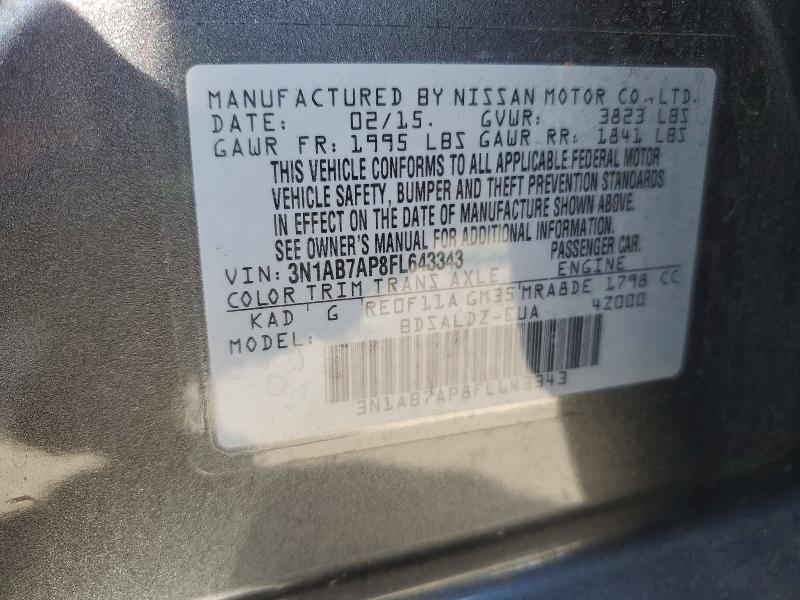 MANUFACTURED BY NISSAN MOTOR CO., LTD.
DATE: 02/15. GVWR: 3823 LBS
GAWR FR: 1995 LBS GAWR RR: 1841 LBS
THIS VEHICLE CONFORMS TO ALL APPLICABLE FEDERAL MOTOR
VEHICLE SAFETY, BUMPER AND THEFT PREVENTION STANDARDS
IN EFFECT ON THE DATE OF MANUFACTURE SHOWN ABOVE.
SEE OWNER'S MANUAL FOR ADDITIONAL INFORMATION.
VIN: 3N1AB7AP8FL643343 PASSENGER CAR.
COLOR TRIM TRANS AXLE ENGINE
KAD G RE0F11A GM35 MRA8DE 1798 CC
MODEL: BDSALDZ-EUA 42000
3N1AB7AP8FL643343